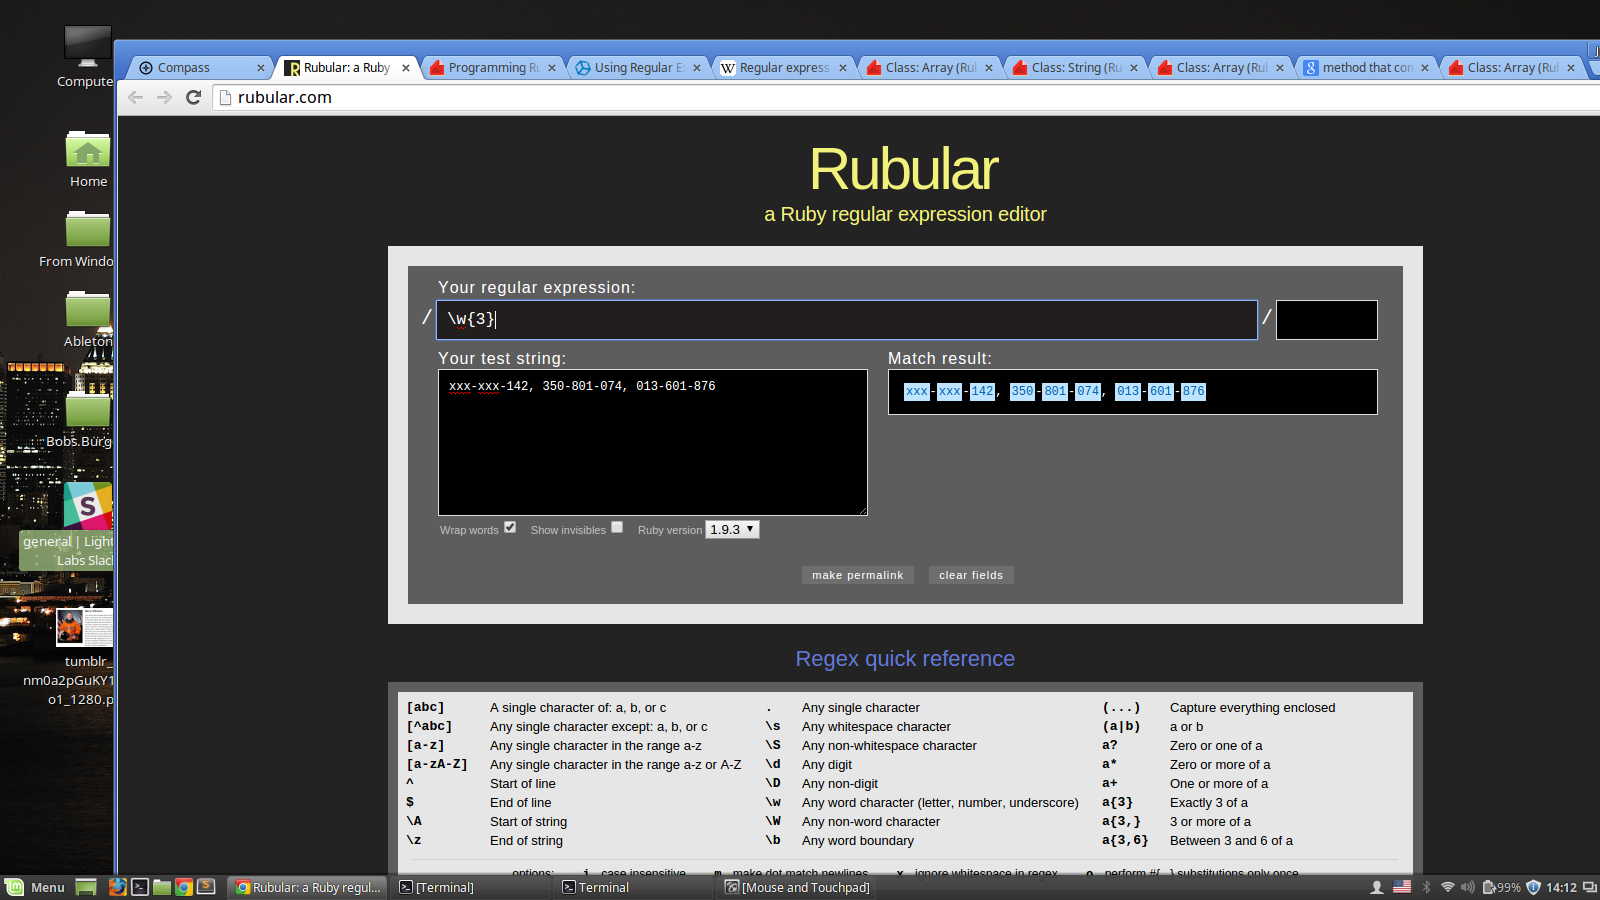 Compute
Home
From Windo
Ableton
Bobs.Burg
general | Light
Labs Slac
tumblr_
nm0a2pGuKY1
o1_1280.p
Compass
Rubular: a Ruby
Programming Ru
Using Regular E
Regular express
Class: Array (Rul
Class: String (Ru
Class: Array (Rul
method that con
Class: Array (Rul
rubular.com
Rubular
a Ruby regular expression editor
Your regular expression:
/ \w{3} /
Your test string:
xxx-xxx-142, 350-801-074, 013-601-876
Match result:
xxx-xxx-142, 350-801-074, 013-601-876
Wrap words Show invisibles Ruby version 1.9.3
make permalink clear fields
Regex quick reference
[abc] A single character of: a, b, or c . Any single character (...) Capture everything enclosed
[^abc] Any single character except: a, b, or c \s Any whitespace character (a|b) a or b
[a-z] Any single character in the range a-z \S Any non-whitespace character a? Zero or one of a
[a-zA-Z] Any single character in the range a-z or A-Z \d Any digit a* Zero or more of a
^ Start of line \D Any non-digit a+ One or more of a
$ End of line \w Any word character (letter, number, underscore) a{3} Exactly 3 of a
\A Start of string \W Any non-word character a{3,} 3 or more of a
\z End of string \b Any word boundary a{3,6} Between 3 and 6 of a
options: i case insensitive m make dot match newlines x ignore whitespace in regex o perform #{...} substitutions only once
Menu Rubular: a Ruby regul... [Terminal] Terminal [Mouse and Touchpad] 99% 14:12